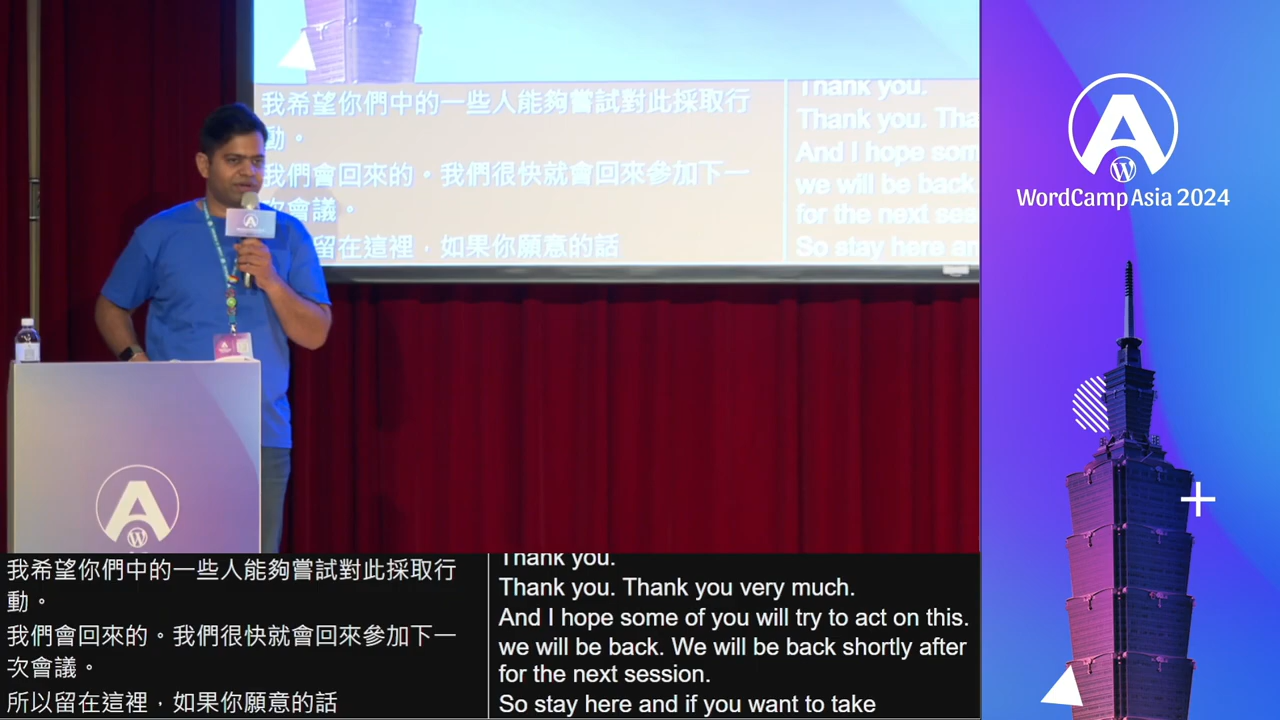 我希望你們中的一些人能夠嘗試對此採取行
動。
我們會回來的。我們很快就會回來參加下一
次會議。
留在這裡，如果你願意的話
Thank you.
Thank you. Tha
And I hope som
we will be back
for the next ses
So stay here an
WordCamp Asia 2024
我希望你們中的一些人能夠嘗試對此採取行
動。
我們會回來的。我們很快就會回來參加下一
次會議。
所以留在這裡，如果你願意的話
Thank you.
Thank you. Thank you very much.
And I hope some of you will try to act on this.
we will be back. We will be back shortly after
for the next session.
So stay here and if you want to take